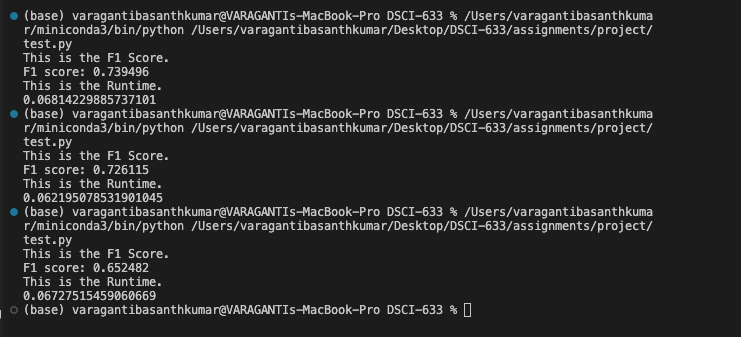 (base) varagantibasanthkumar@VARAGANTIs-MacBook-Pro DSCI-633 % /Users/varagantibasanthkuma
r/miniconda3/bin/python /Users/varagantibasanthkumar/Desktop/DSCI-633/assignments/project/
test.py
This is the F1 Score.
F1 score: 0.739496
This is the Runtime.
0.06814229885737101
(base) varagantibasanthkumar@VARAGANTIs-MacBook-Pro DSCI-633 % /Users/varagantibasanthkuma
r/miniconda3/bin/python /Users/varagantibasanthkumar/Desktop/DSCI-633/assignments/project/
test.py
This is the F1 Score.
F1 score: 0.726115
This is the Runtime.
0.062195078531901045
(base) varagantibasanthkumar@VARAGANTIs-MacBook-Pro DSCI-633 % /Users/varagantibasanthkuma
r/miniconda3/bin/python /Users/varagantibasanthkumar/Desktop/DSCI-633/assignments/project/
test.py
This is the F1 Score.
F1 score: 0.652482
This is the Runtime.
0.06727515459060669
(base) varagantibasanthkumar@VARAGANTIs-MacBook-Pro DSCI-633 %